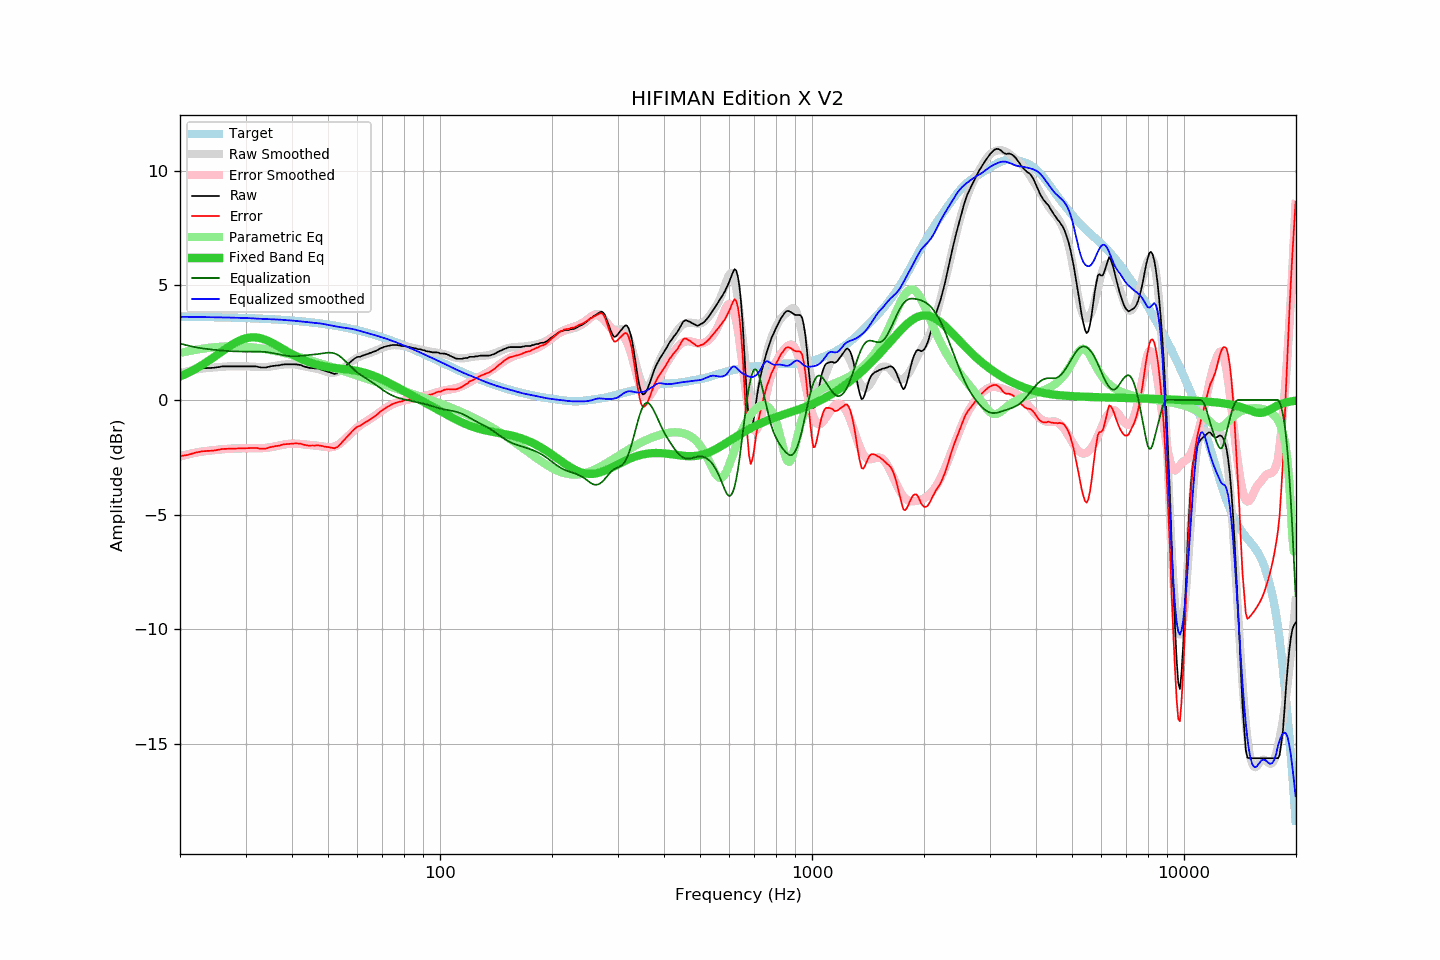 HIFIMAN Edition X V2
Target
Raw Smoothed
Error Smoothed
Raw
Error
Parametric Eq
Fixed Band Eq
Equalization
Equalized smoothed
10
5
0
−5
−10
−15
Amplitude (dBr)
100
1000
10000
Frequency (Hz)